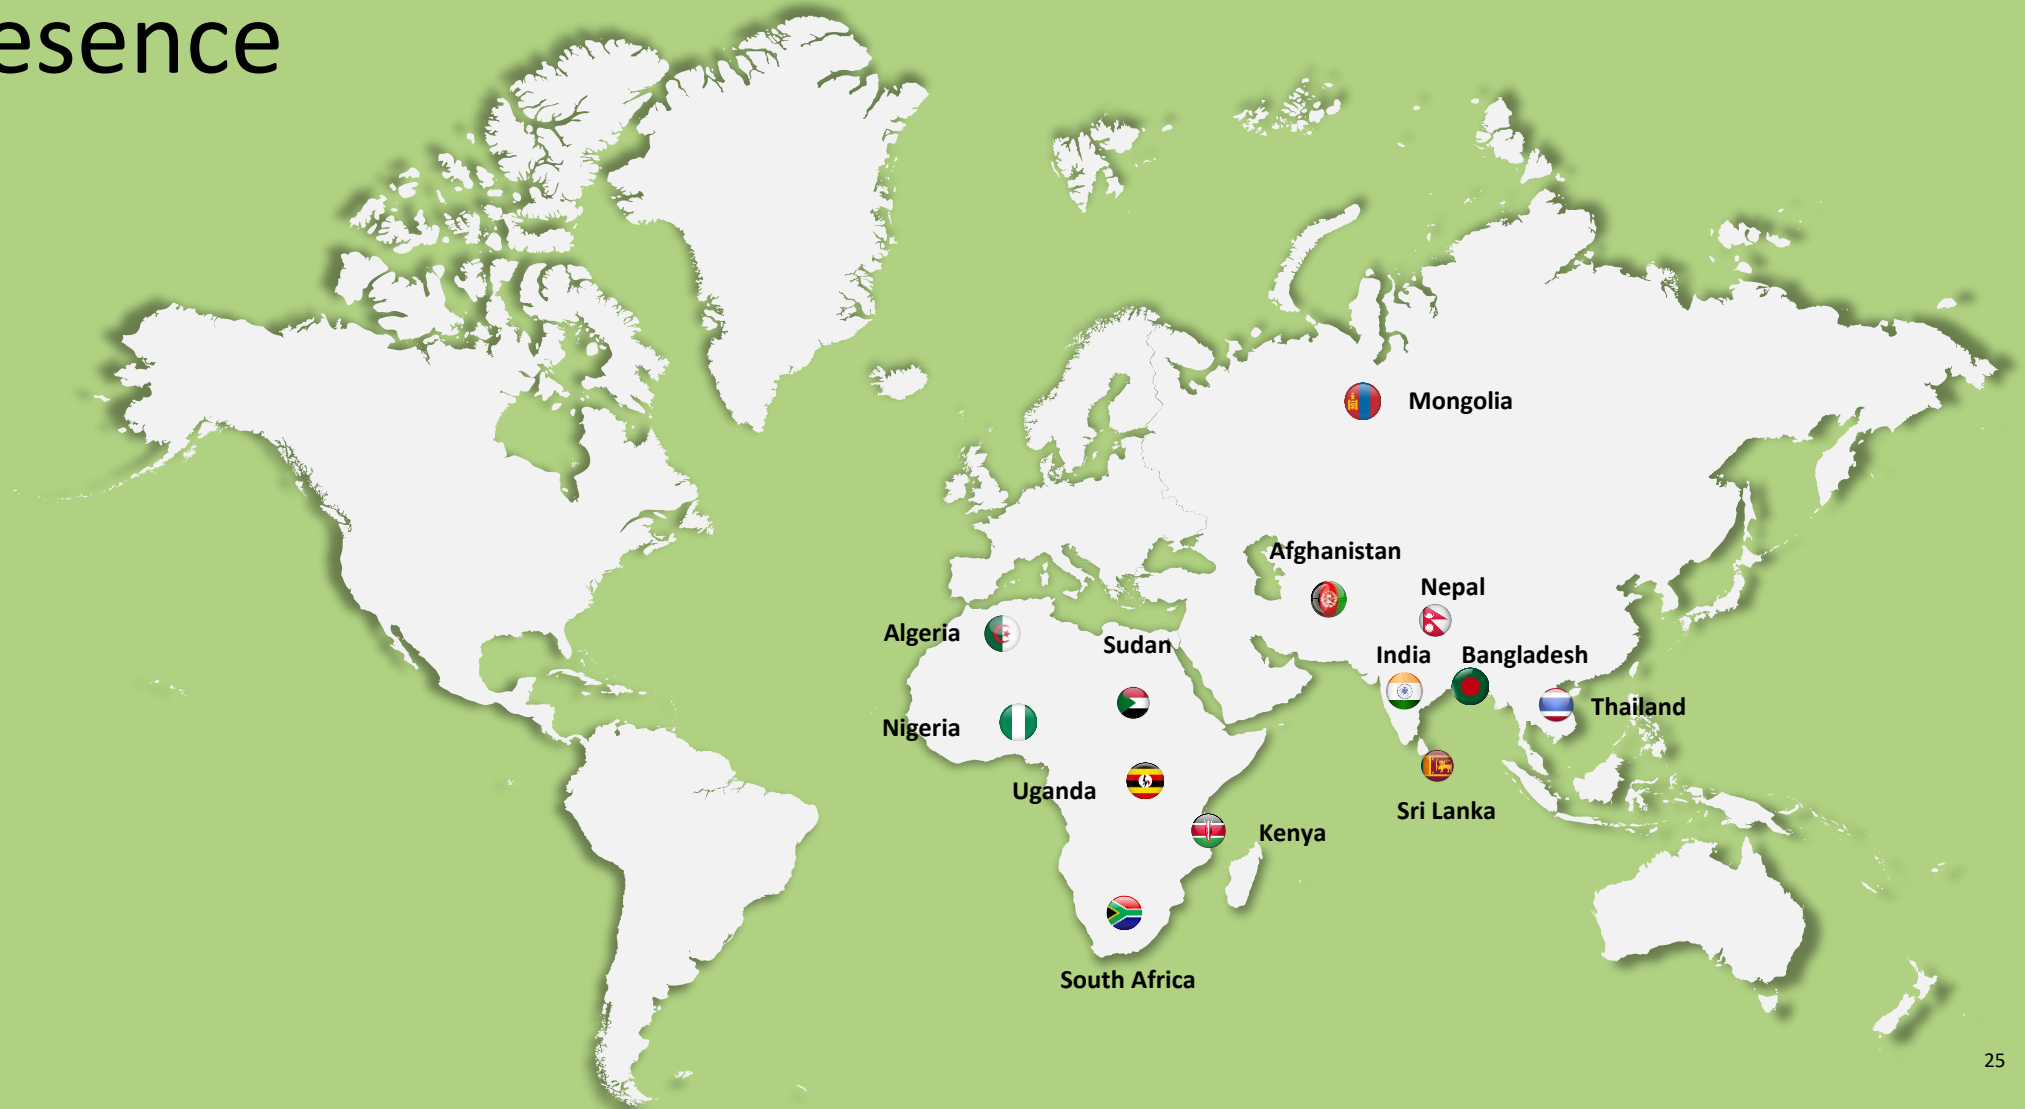 esence
Mongolia
Afghanistan
Nepal
Algeria
Sudan
India
Bangladesh
Nigeria
Thailand
Uganda
Sri Lanka
Kenya
South Africa
25